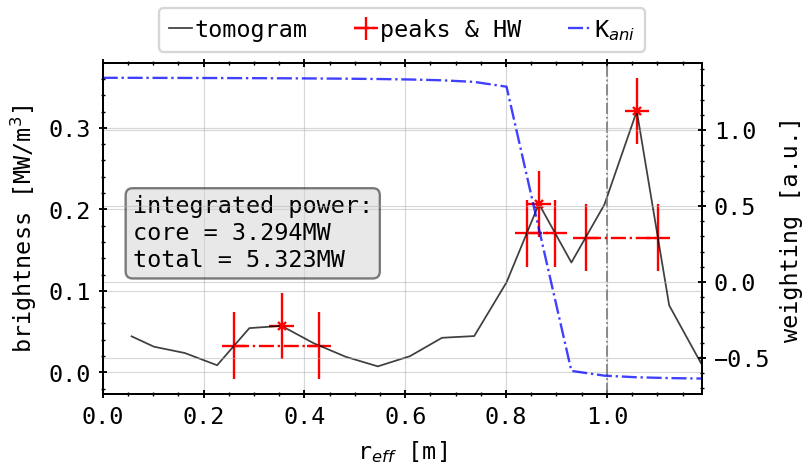 tomogram peaks & HW K_ani
brightness [MW/m³]
0.3
0.2
0.1
0.0
integrated power:
core = 3.294MW
total = 5.323MW
1.0
0.5
0.0
−0.5
weighting [a.u.]
0.0 0.2 0.4 0.6 0.8 1.0
r_eff [m]